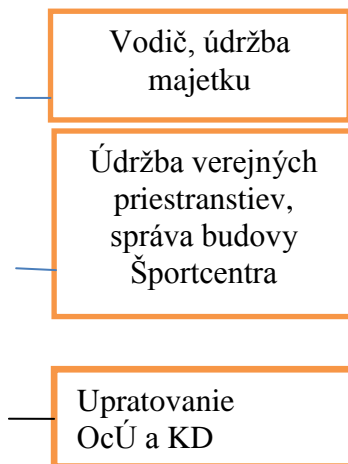 Vodič, údržba
majetku
Údržba verejných
priestranstiev,
správa budovy
Športcentra
Upratovanie
OcÚ a KD